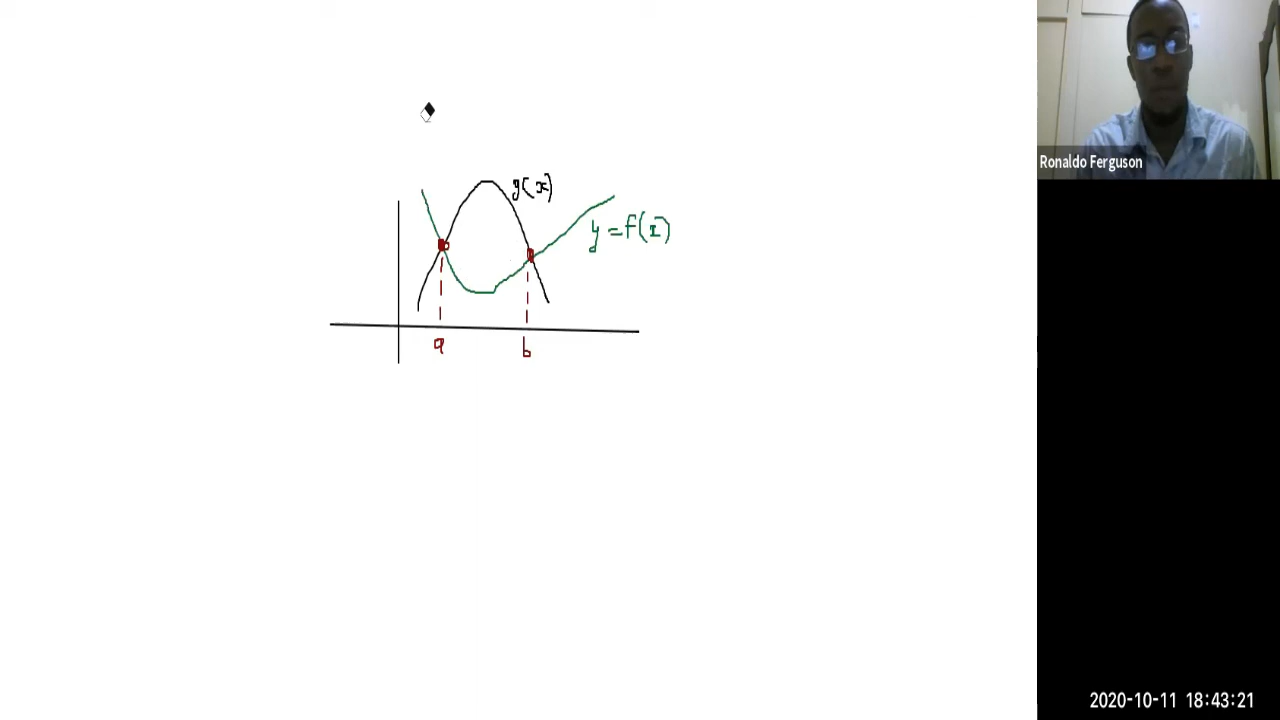 g(x)
y=f(x)
a
b
Ronaldo Ferguson
2020-10-11 18:43:21